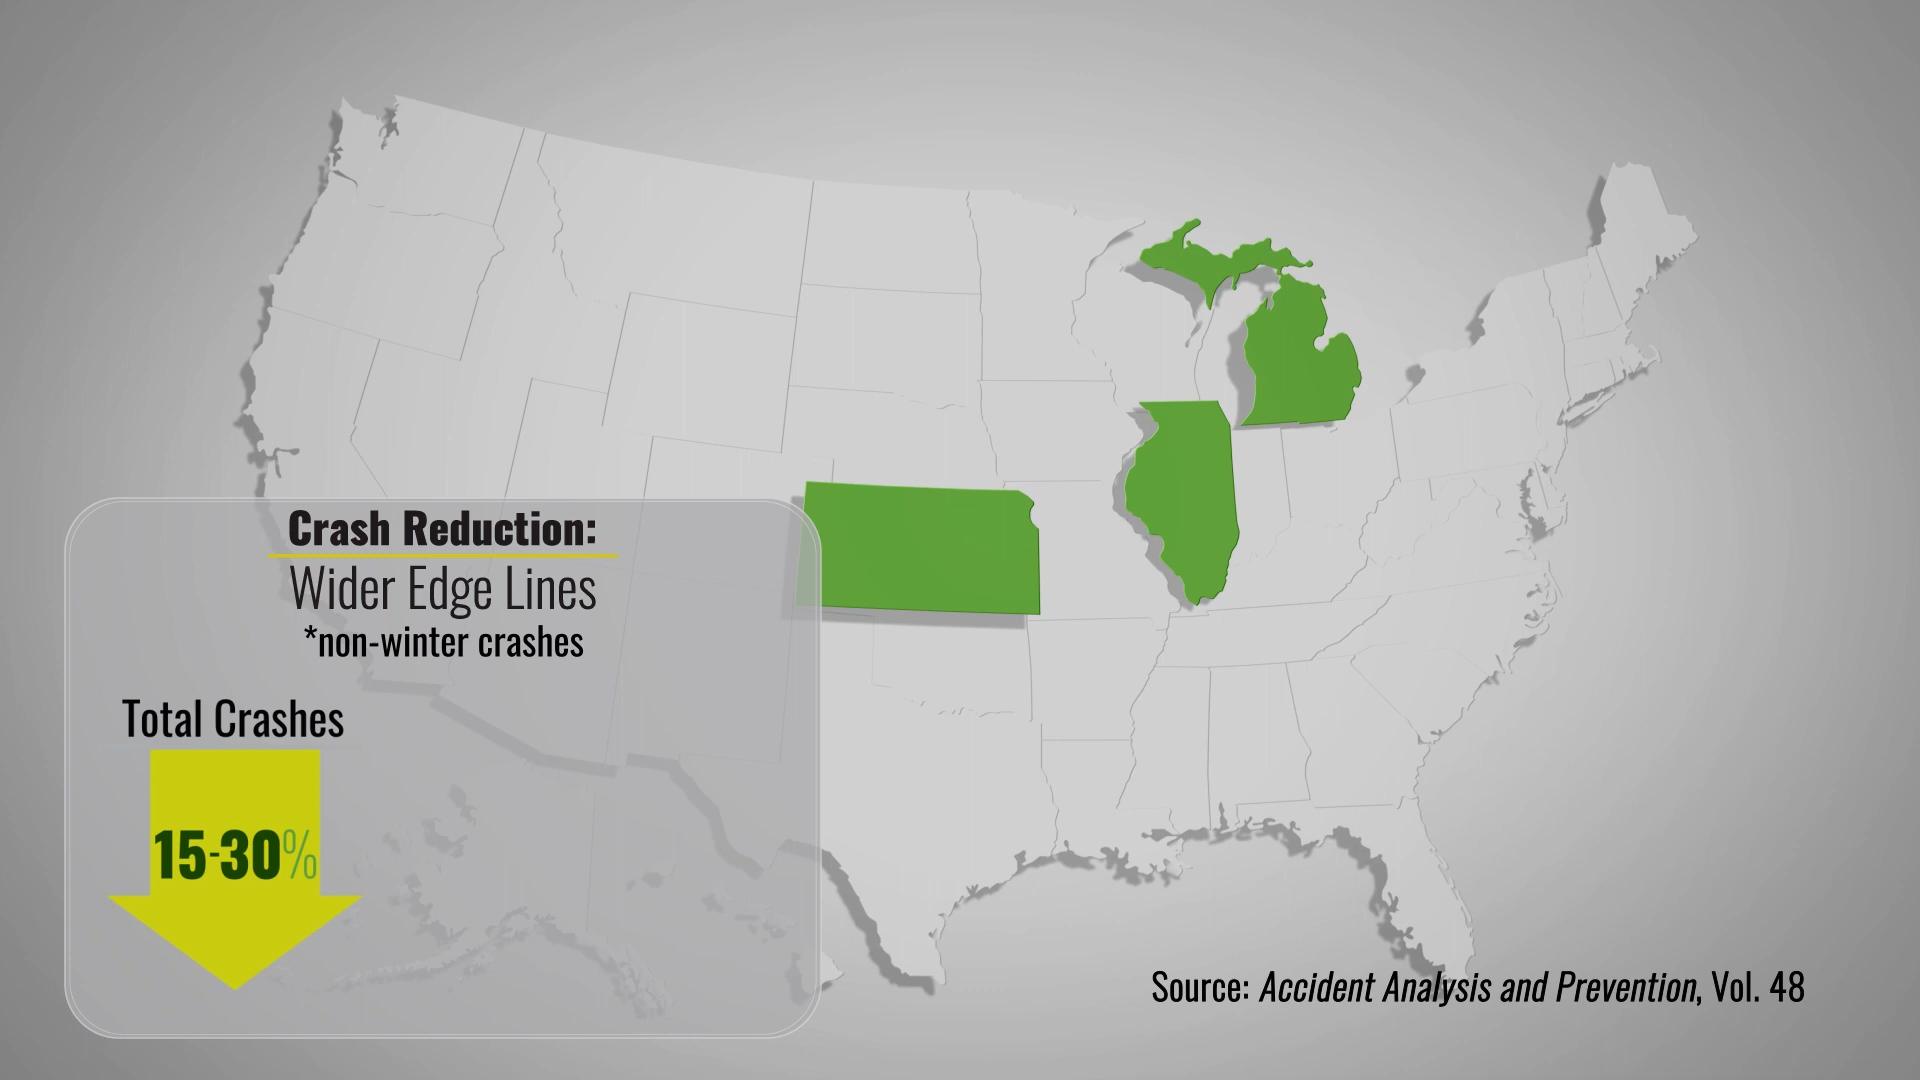 Crash Reduction:
Wider Edge Lines
*non-winter crashes
Total Crashes
15-30%
Source: Accident Analysis and Prevention, Vol. 48